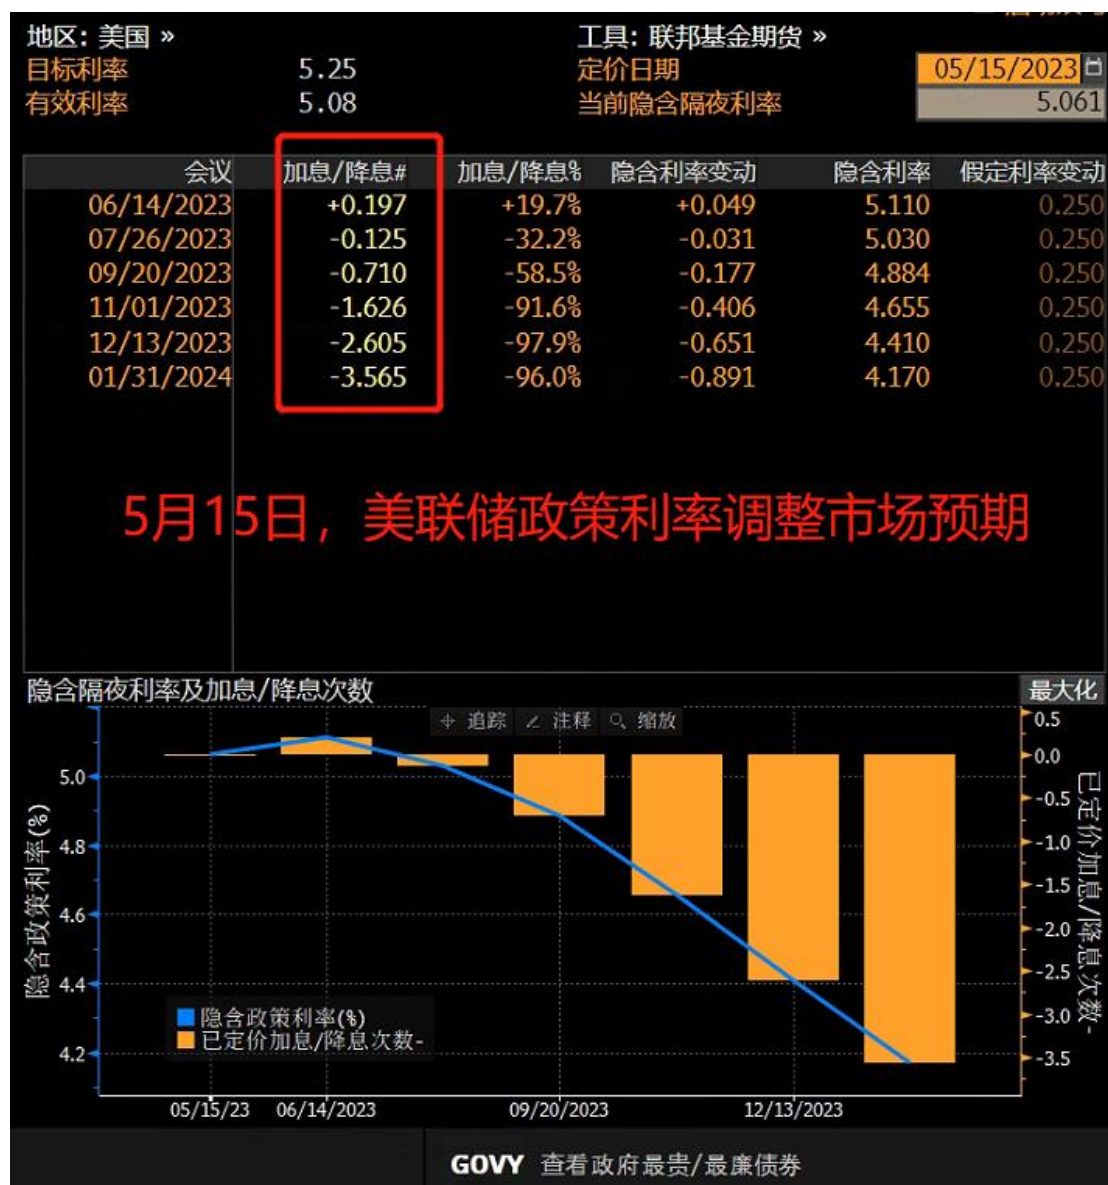 地区: 美国 » 工具: 联邦基金期货 »
目标利率 5.25 定价日期 05/15/2023
有效利率 5.08 当前隐含隔夜利率 5.061
会议 加息/降息# 加息/降息% 隐含利率变动 隐含利率 假定利率变动
06/14/2023 +0.197 +19.7% +0.049 5.110 0.250
07/26/2023 -0.125 -32.2% -0.031 5.030 0.250
09/20/2023 -0.710 -58.5% -0.177 4.884 0.250
11/01/2023 -1.626 -91.6% -0.406 4.655 0.250
12/13/2023 -2.605 -97.9% -0.651 4.410 0.250
01/31/2024 -3.565 -96.0% -0.891 4.170 0.250
5月15日，美联储政策利率调整市场预期
隐含隔夜利率及加息/降息次数 最大化
追踪 注释 缩放
隐含政策利率(%)
5.0
4.8
4.6
4.4
4.2
0.5
0.0
-0.5
-1.0
-1.5
-2.0
-2.5
-3.0
-3.5
已定价加息/降息次数-
隐含政策利率(%)
已定价加息/降息次数-
05/15/23 06/14/2023 09/20/2023 12/13/2023
GOVY 查看政府最贵/最廉债券